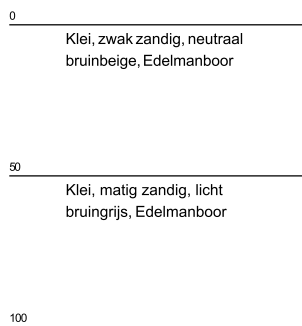 0
Klei, zwak zandig, neutraal
bruinbeige, Edelmanboor
50
Klei, matig zandig, licht
bruingrijs, Edelmanboor
100